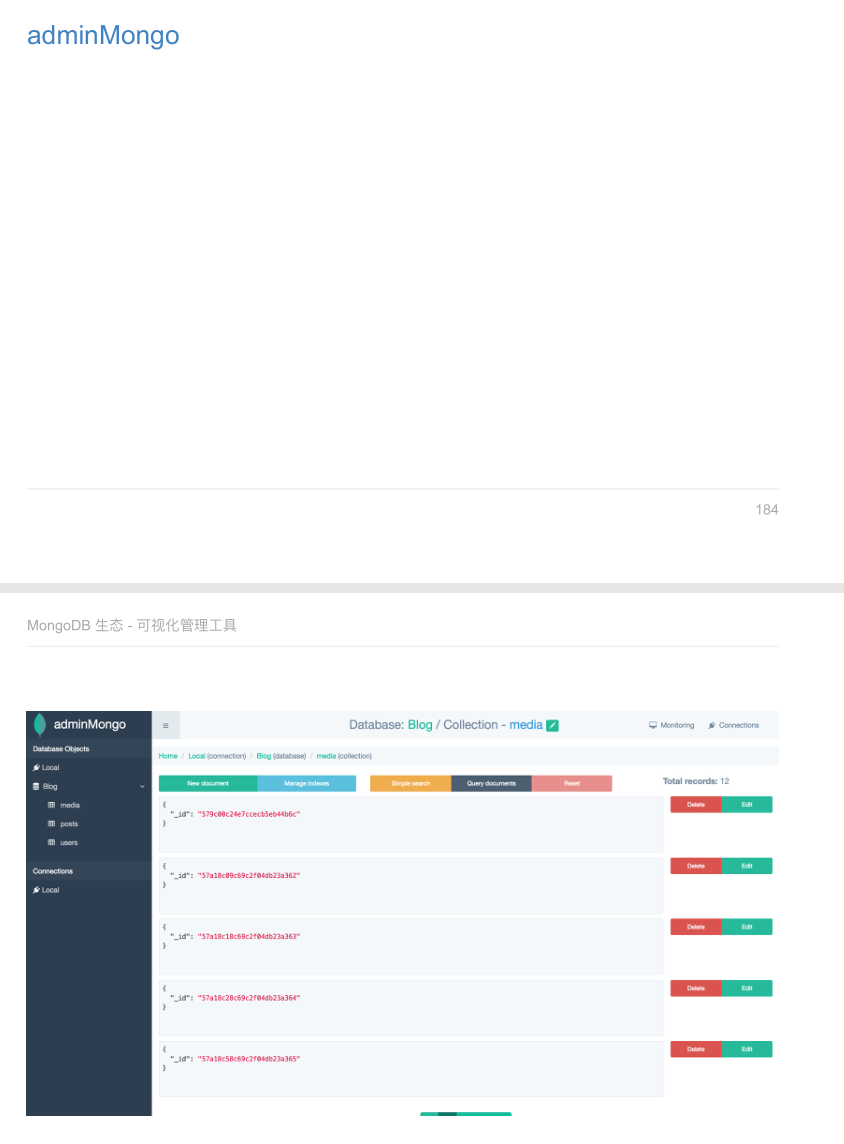 adminMongo
184
MongoDB 生态 - 可视化管理工具
adminMongo
Database: Blog / Collection - media
Monitoring
Connections
Database Objects
Local
Blog
media
posts
users
Connections
Local
Home / Local (connection) / Blog (database) / media (collection)
New document
Manage indexes
Simple search
Query documents
Reset
Total records: 12
{
"_id": "579c00c24e7ccecb5eb44b6c"
}
Delete
Edit
{
"_id": "57a18c09c69c2f04db23a362"
}
Delete
Edit
{
"_id": "57a18c18c69c2f04db23a363"
}
Delete
Edit
{
"_id": "57a18c28c69c2f04db23a364"
}
Delete
Edit
{
"_id": "57a18c50c69c2f04db23a365"
}
Delete
Edit